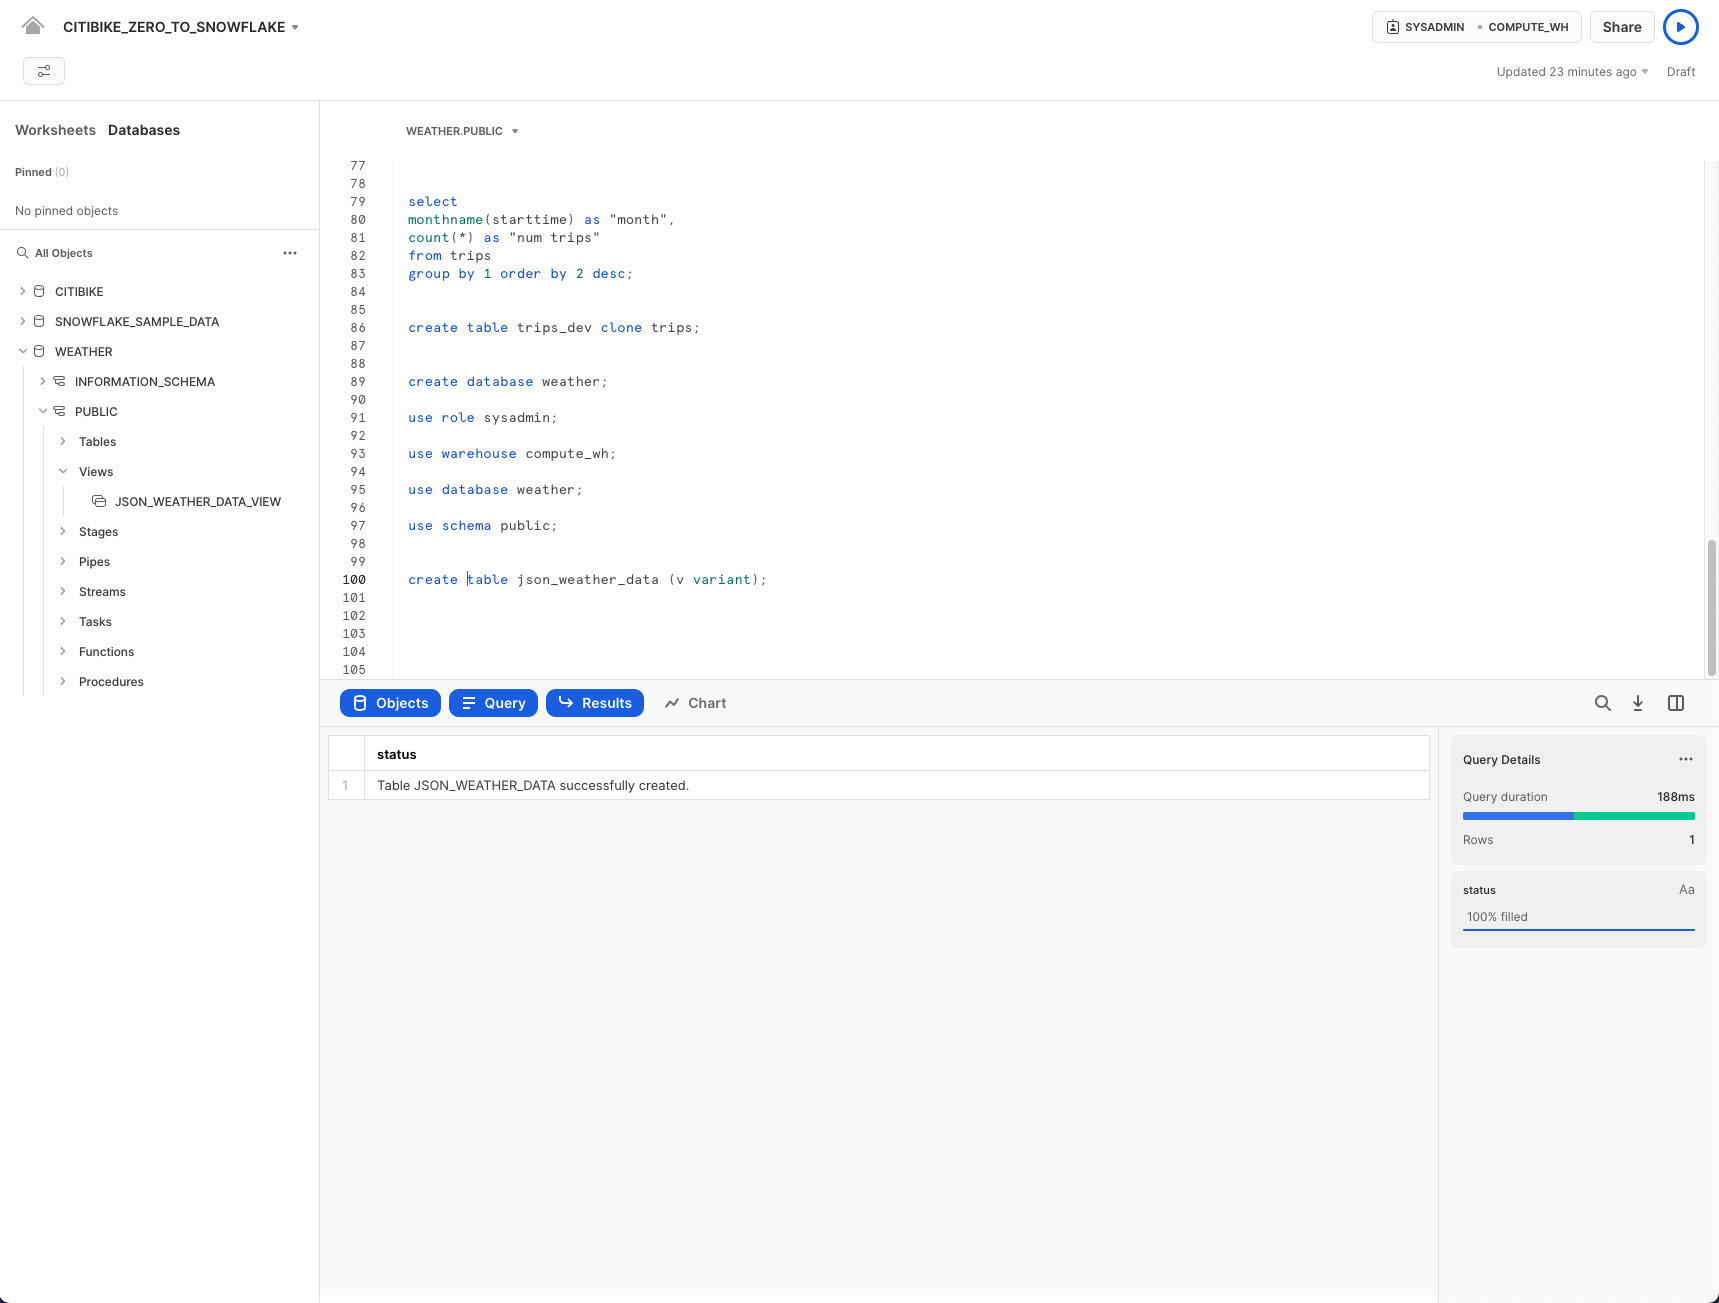 CITIBIKE_ZERO_TO_SNOWFLAKE
SYSADMIN • COMPUTE_WH
Share
Updated 23 minutes ago
Draft
Worksheets Databases
Pinned (0)
No pinned objects
All Objects
CITIBIKE
SNOWFLAKE_SAMPLE_DATA
WEATHER
INFORMATION_SCHEMA
PUBLIC
Tables
Views
JSON_WEATHER_DATA_VIEW
Stages
Pipes
Streams
Tasks
Functions
Procedures
WEATHER.PUBLIC
77
78
79 select
80 monthname(starttime) as "month",
81 count(*) as "num trips"
82 from trips
83 group by 1 order by 2 desc;
84
85
86 create table trips_dev clone trips;
87
88
89 create database weather;
90
91 use role sysadmin;
92
93 use warehouse compute_wh;
94
95 use database weather;
96
97 use schema public;
98
99
100 create table json_weather_data (v variant);
101
102
103
104
105
Objects Query Results Chart
status
1 Table JSON_WEATHER_DATA successfully created.
Query Details
Query duration 188ms
Rows 1
status Aa
100% filled